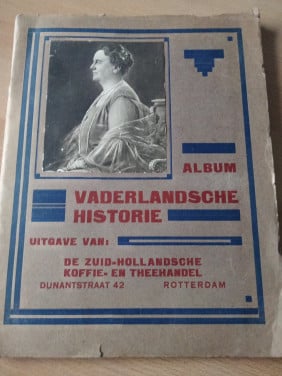 ALBUM
VADERLANDSCHE
HISTORIE
UITGAVE VAN:
DE ZUID-HOLLANDSCHE
KOFFIE- EN THEEHANDEL
DUNANTSTRAAT 42 ROTTERDAM